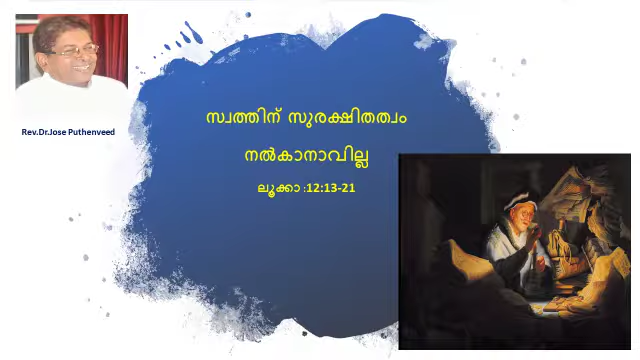 Rev.Dr.Jose Puthenveed
സ്വത്തിന് സുരക്ഷിതത്വം
നൽകാനാവില്ല
ലൂക്കാ :12:13-21